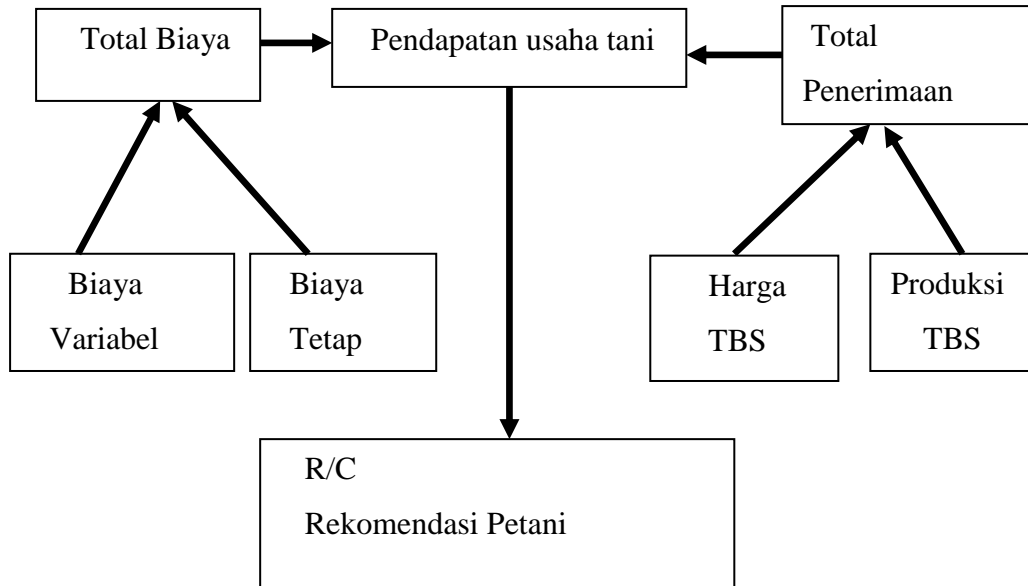 Total Biaya
Pendapatan usaha tani
Total
Penerimaan
Biaya
Variabel
Biaya
Tetap
Harga
TBS
Produksi
TBS
R/C
Rekomendasi Petani